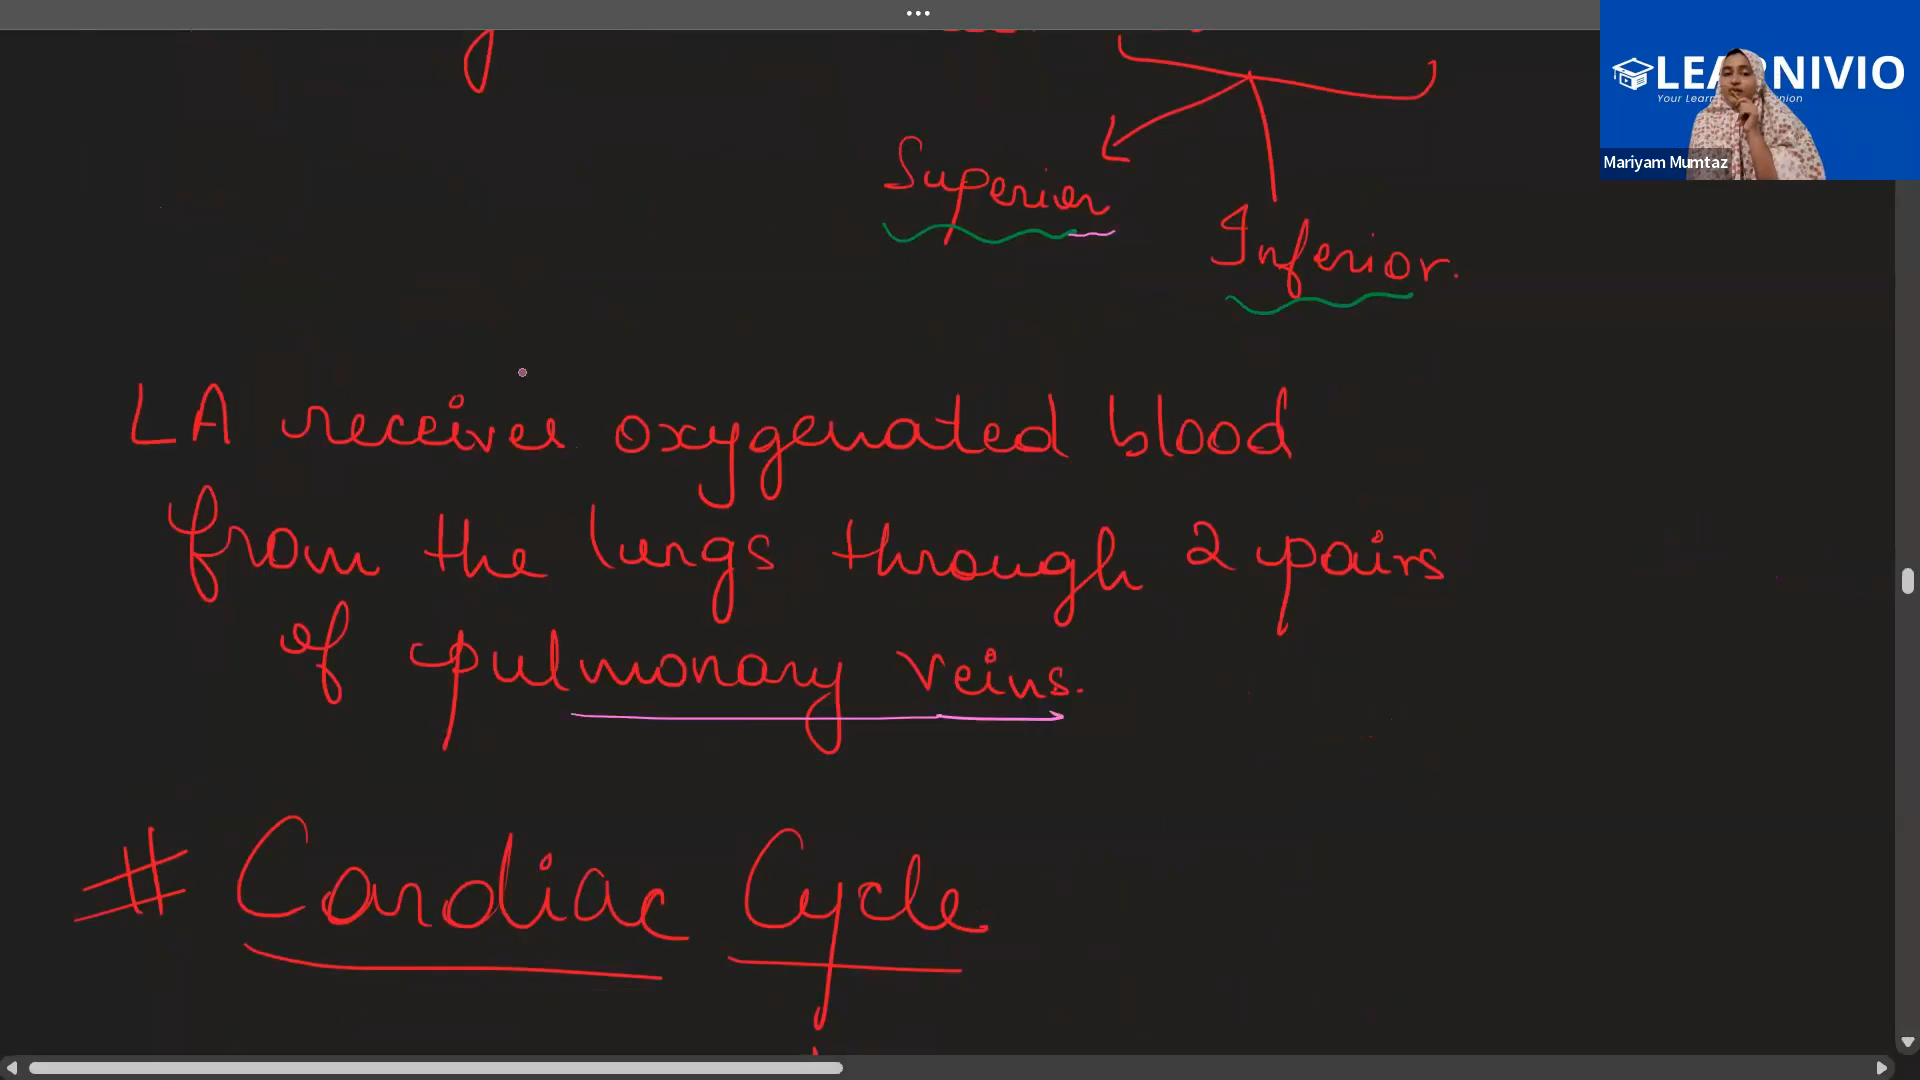 LEARNIVIO
Mariyam Mumtaz
Superior
Inferior.
LA receives oxygenated blood
from the lungs through 2 pairs
of pulmonary veins.
# Cardiac Cycle